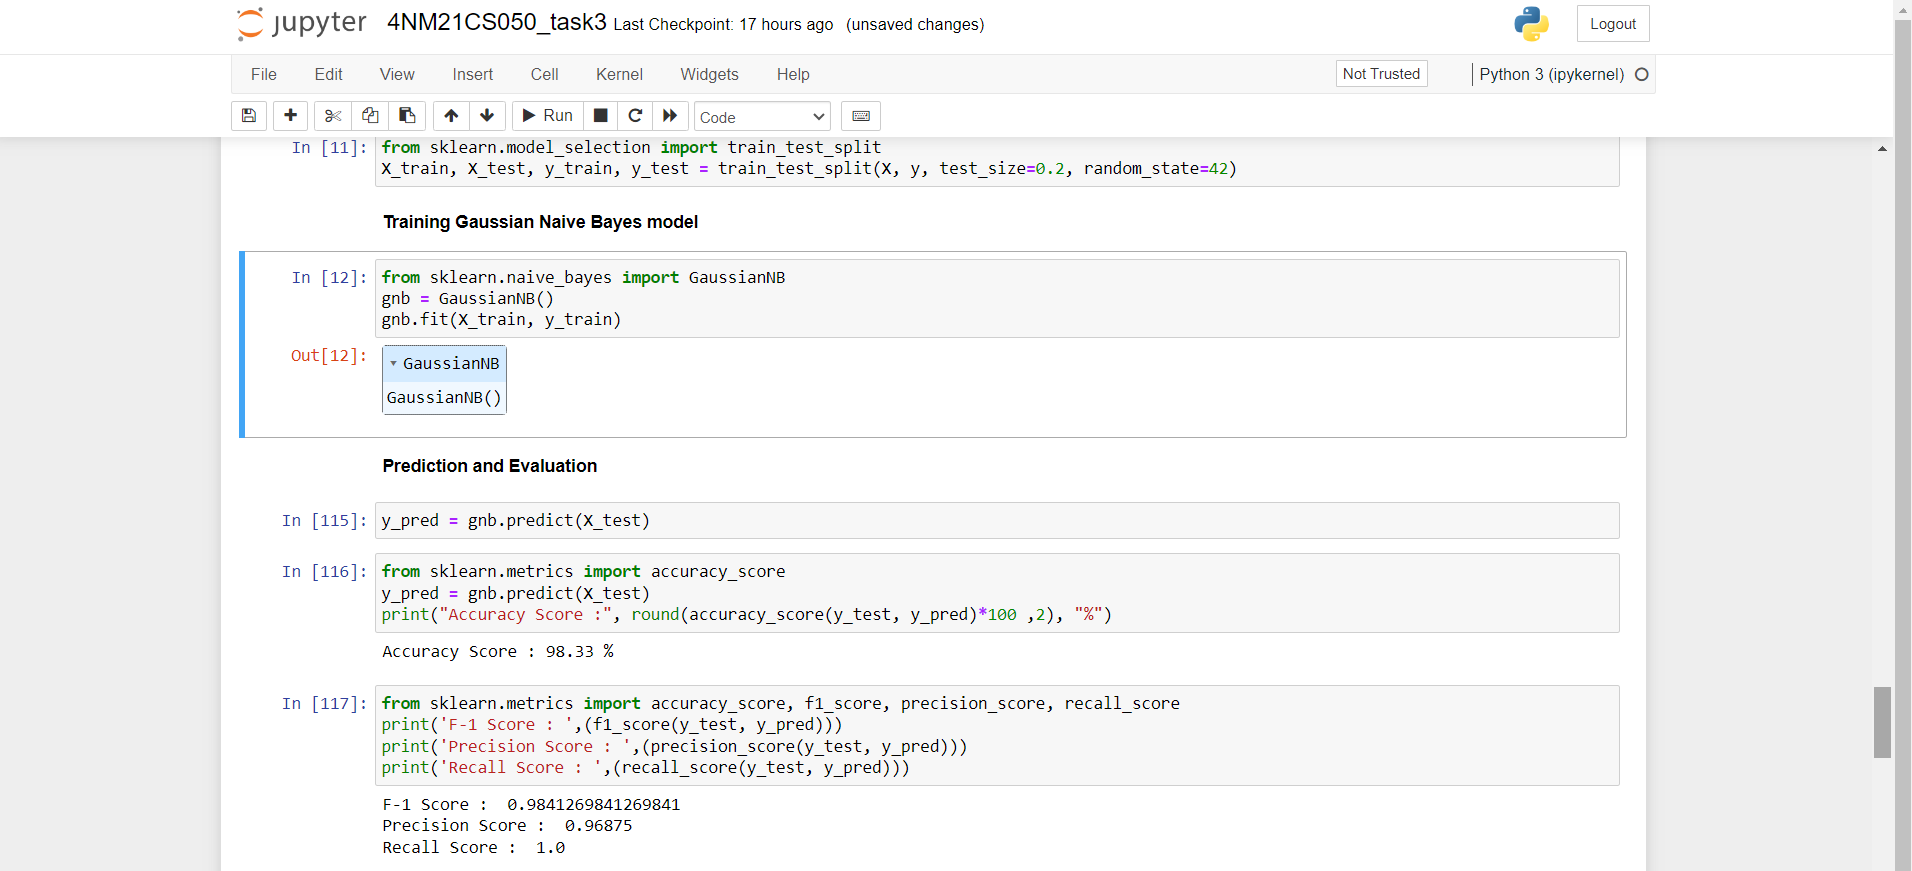 jupyter 4NM21CS050_task3 Last Checkpoint: 17 hours ago (unsaved changes) Logout
File Edit View Insert Cell Kernel Widgets Help Not Trusted Python 3 (ipykernel)
Run Code
In [11]: from sklearn.model_selection import train_test_split
X_train, X_test, y_train, y_test = train_test_split(X, y, test_size=0.2, random_state=42)
Training Gaussian Naive Bayes model
In [12]: from sklearn.naive_bayes import GaussianNB
gnb = GaussianNB()
gnb.fit(X_train, y_train)
Out[12]: GaussianNB
GaussianNB()
Prediction and Evaluation
In [115]: y_pred = gnb.predict(X_test)
In [116]: from sklearn.metrics import accuracy_score
y_pred = gnb.predict(X_test)
print("Accuracy Score :", round(accuracy_score(y_test, y_pred)*100 ,2), "%")
Accuracy Score : 98.33 %
In [117]: from sklearn.metrics import accuracy_score, f1_score, precision_score, recall_score
print('F-1 Score : ',(f1_score(y_test, y_pred)))
print('Precision Score : ',(precision_score(y_test, y_pred)))
print('Recall Score : ',(recall_score(y_test, y_pred)))
F-1 Score :  0.9841269841269841
Precision Score :  0.96875
Recall Score :  1.0